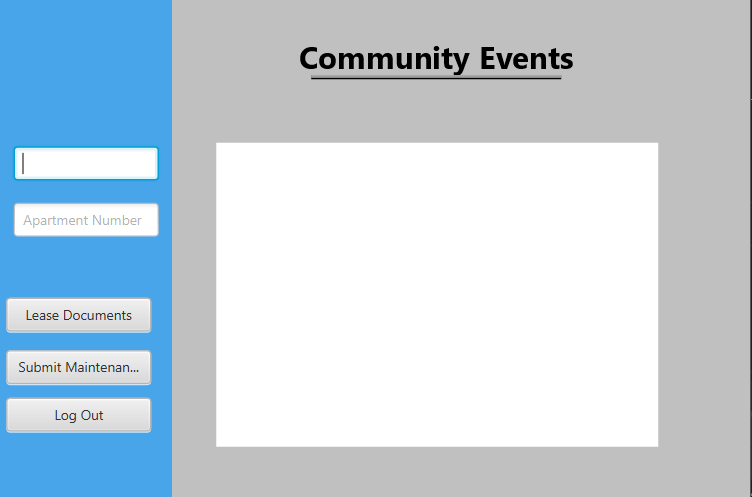 Community Events
Apartment Number
Lease Documents
Submit Maintenan...
Log Out